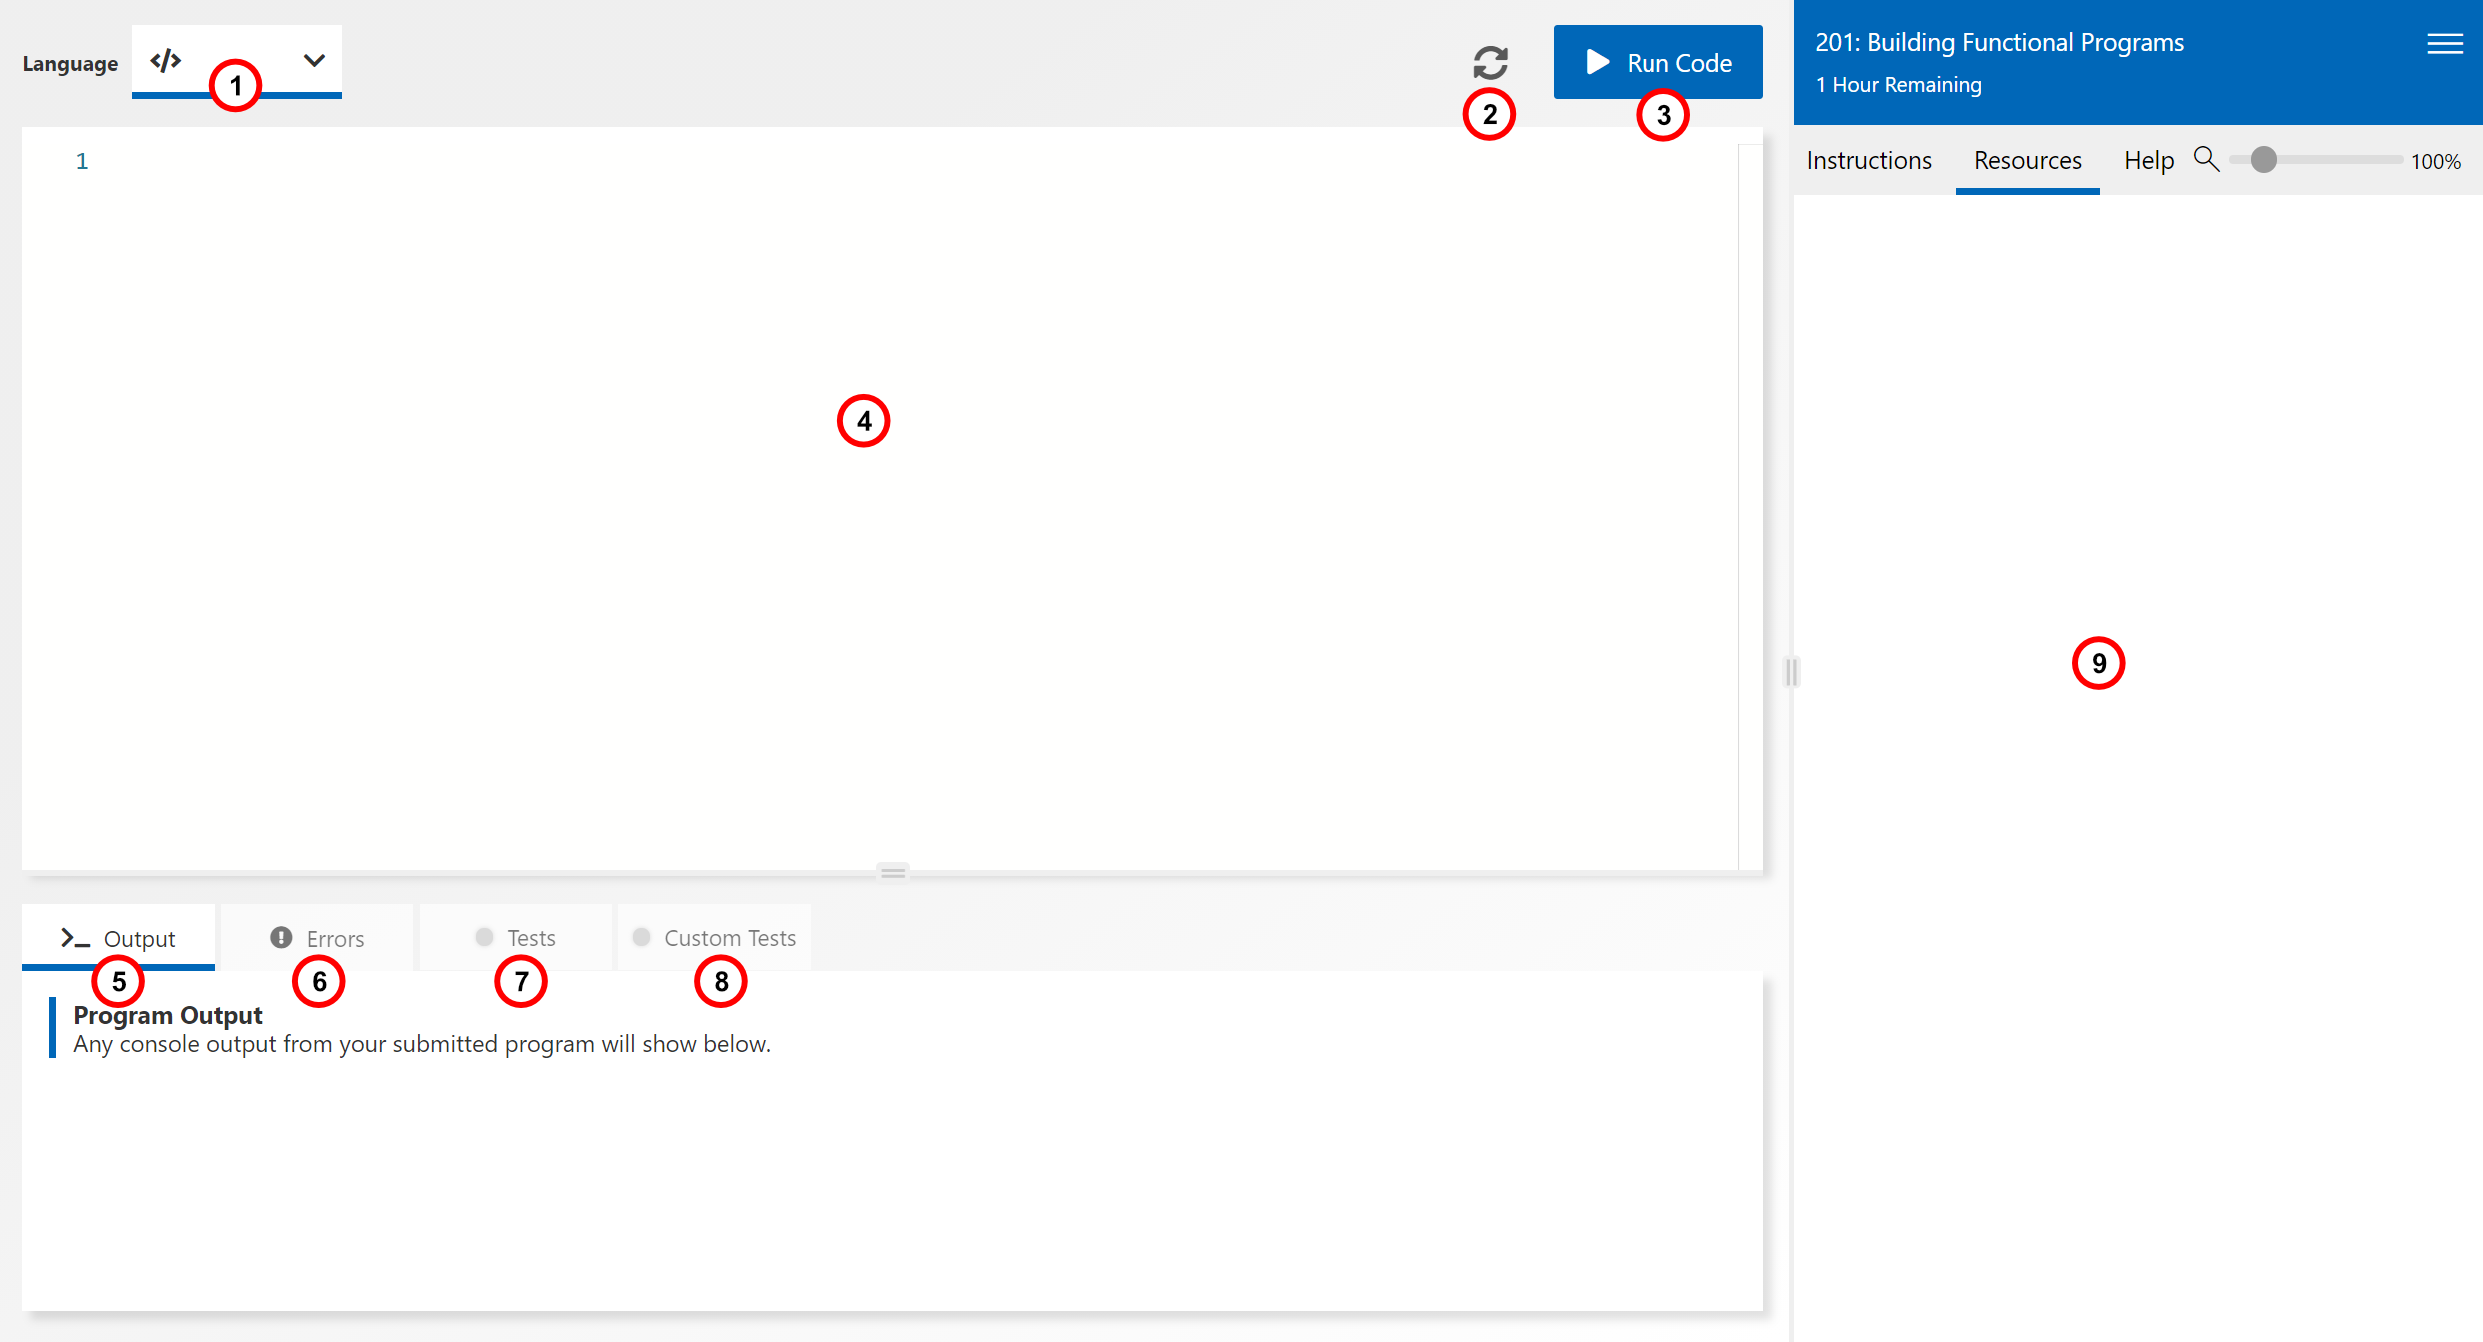 Language </>
1
2
Run Code
3
1
4
Output
5
Errors
6
Tests
7
Custom Tests
8
Program Output
Any console output from your submitted program will show below.
201: Building Functional Programs
1 Hour Remaining
Instructions Resources Help 100%
9